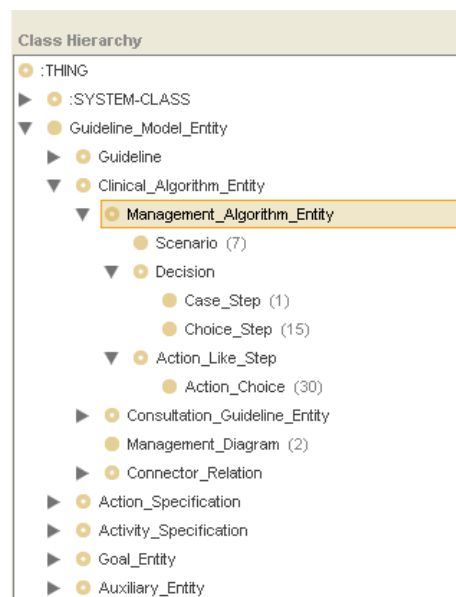 Class Hierarchy
:THING
:SYSTEM-CLASS
Guideline_Model_Entity
Guideline
Clinical_Algorithm_Entity
Management_Algorithm_Entity
Scenario (7)
Decision
Case_Step (1)
Choice_Step (15)
Action_Like_Step
Action_Choice (30)
Consultation_Guideline_Entity
Management_Diagram (2)
Connector_Relation
Action_Specification
Activity_Specification
Goal_Entity
Auxiliary_Entity